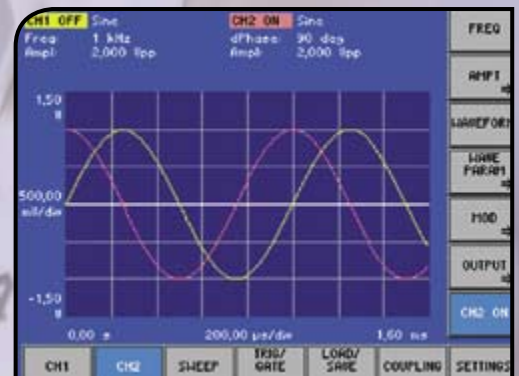 CH1 OFF Sine CH2 ON Sine
Freq: 1 kHz dPhase: 90 deg
Ampl: 2,000 Vpp Ampl: 2,000 Vpp
1,50
V
500,00
mV/div
-1,50
V
0,00 s 200,00 µs/div 1,60 ms
FREQ
AMPT
WAVEFORM
WAVE
PARAM
MOD
OUTPUT
CH2 ON
CH1 CH2 SWEEP TRIG/
GATE LOAD/
SAVE COUPLING SETTINGS